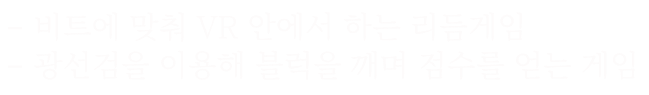 – 비트에 맞춰 VR 안에서 하는 리듬게임
– 광선검을 이용해 블럭을 깨며 점수를 얻는 게임